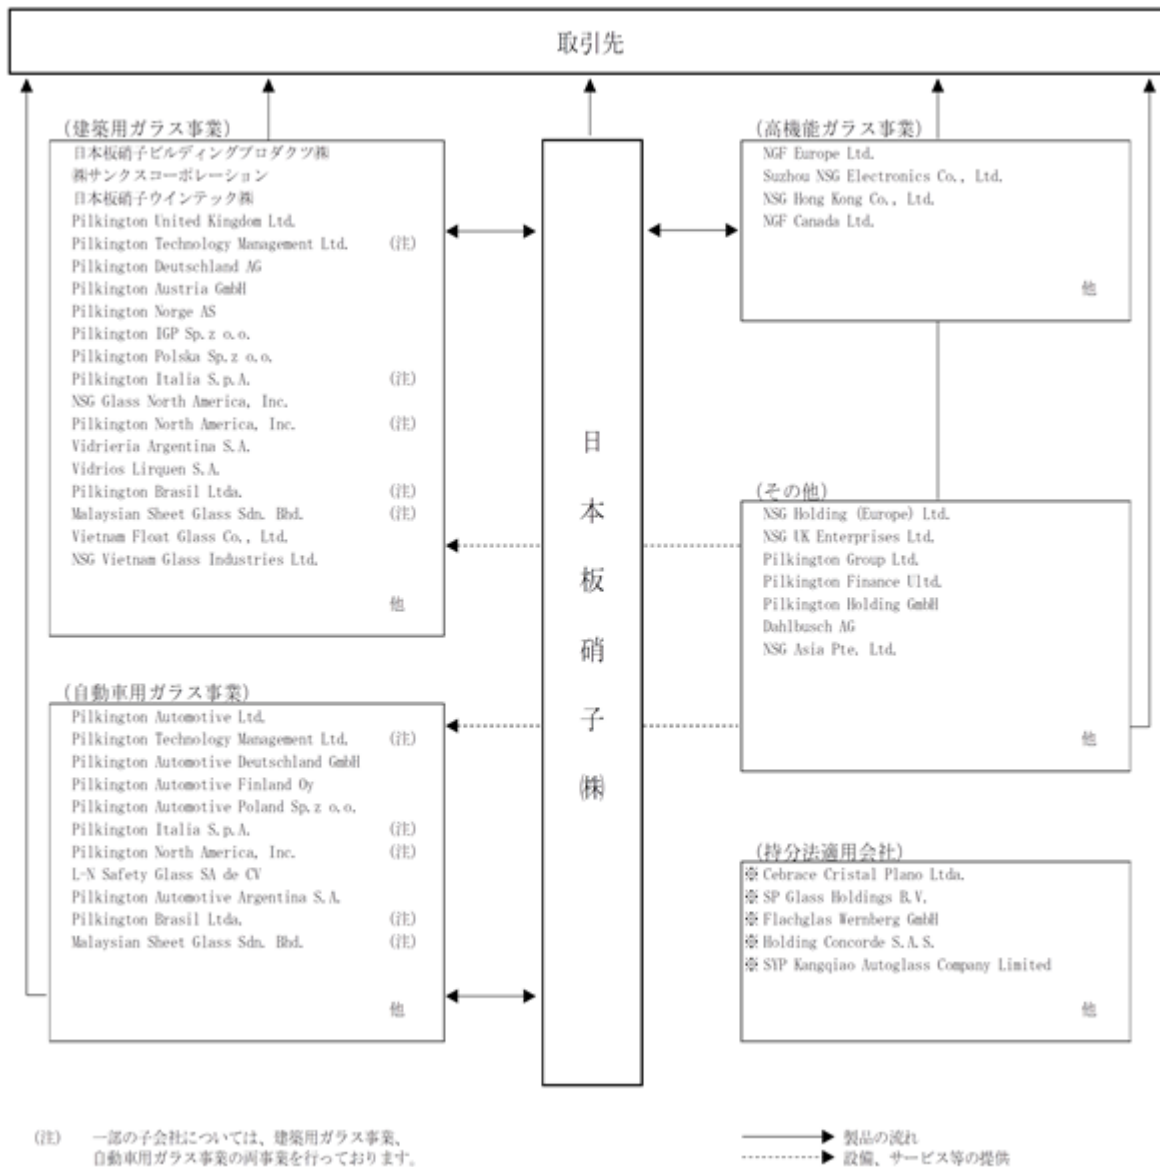 取引先
(建築用ガラス事業)
日本板硝子ビルディングプロダクツ㈱
㈱サンクスコーポレーション
日本板硝子ウインテック㈱
Pilkington United Kingdom Ltd.
Pilkington Technology Management Ltd. (注)
Pilkington Deutschland AG
Pilkington Austria GmbH
Pilkington Norge AS
Pilkington IGP Sp.z o.o.
Pilkington Polska Sp.z o.o.
Pilkington Italia S.p.A. (注)
NSG Glass North America, Inc.
Pilkington North America, Inc. (注)
Vidrieria Argentina S.A.
Vidrios Lirquen S.A.
Pilkington Brasil Ltda. (注)
Malaysian Sheet Glass Sdn. Bhd. (注)
Vietnam Float Glass Co., Ltd.
NSG Vietnam Glass Industries Ltd.
他
(自動車用ガラス事業)
Pilkington Automotive Ltd.
Pilkington Technology Management Ltd. (注)
Pilkington Automotive Deutschland GmbH
Pilkington Automotive Finland Oy
Pilkington Automotive Poland Sp.z o.o.
Pilkington Italia S.p.A. (注)
Pilkington North America, Inc. (注)
L-N Safety Glass SA de CV
Pilkington Automotive Argentina S.A.
Pilkington Brasil Ltda. (注)
Malaysian Sheet Glass Sdn. Bhd. (注)
他
日本板硝子㈱
(高機能ガラス事業)
NGF Europe Ltd.
Suzhou NSG Electronics Co., Ltd.
NSG Hong Kong Co., Ltd.
NGF Canada Ltd.
他
(その他)
NSG Holding (Europe) Ltd.
NSG UK Enterprises Ltd.
Pilkington Group Ltd.
Pilkington Finance Ultd.
Pilkington Holding GmbH
Dahlbusch AG
NSG Asia Pte. Ltd.
他
(持分法適用会社)
※ Cebrace Cristal Plano Ltda.
※ SP Glass Holdings B.V.
※ Flachglas Wernberg GmbH
※ Holding Concorde S.A.S.
※ SYP Kangqiao Autoglass Company Limited
他
(注) 一部の子会社については、建築用ガラス事業、
自動車用ガラス事業の両事業を行っております。
製品の流れ
設備、サービス等の提供